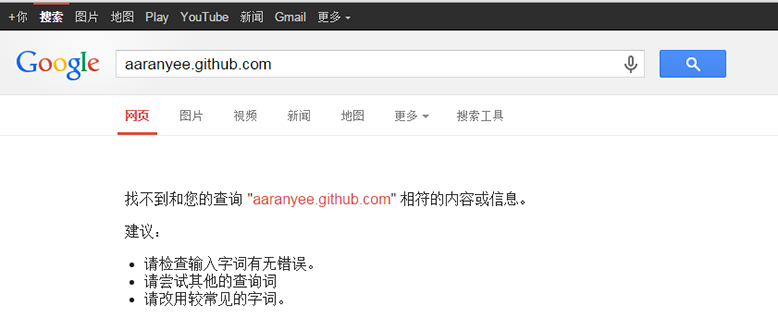 +你 搜索 图片 地图 Play YouTube 新闻 Gmail 更多
Google aaranyee.github.com
网页 图片 视频 新闻 地图 更多 搜索工具
找不到和您的查询 "aaranyee.github.com" 相符的内容或信息。
建议：
请检查输入字词有无错误。
请尝试其他的查询词
请改用较常见的字词。